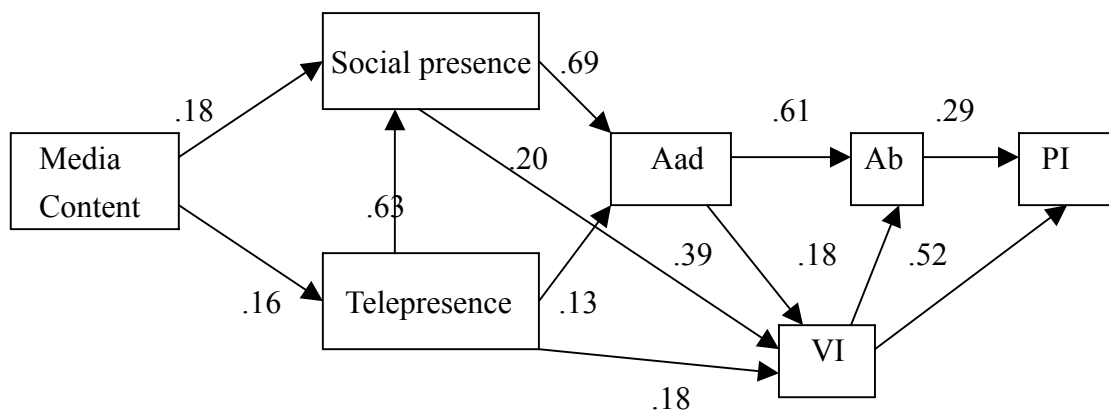 Social presence
.69
.18
.61
.29
Media
Content
.20
Aad
Ab
PI
.63
.39
.18
.52
.16
Telepresence
.13
VI
.18